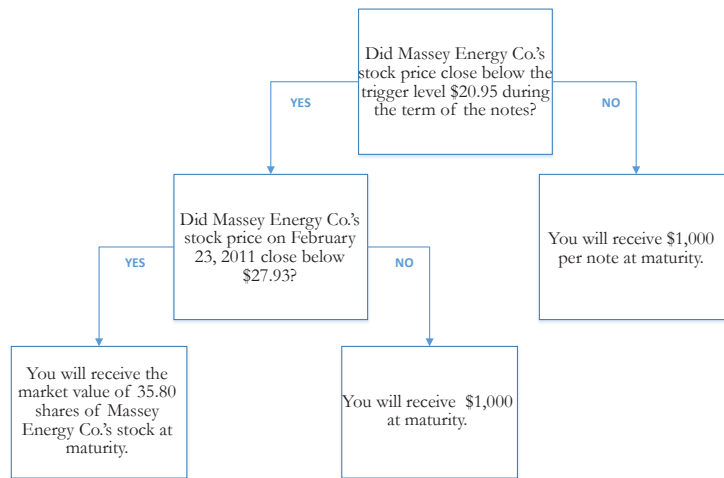 Did Massey Energy Co.'s
stock price close below the
trigger level $20.95 during
the term of the notes?
YES
NO
Did Massey Energy Co.'s
stock price on February
23, 2011 close below
$27.93?
You will receive $1,000
per note at maturity.
YES
NO
You will receive the
market value of 35.80
shares of Massey
Energy Co.'s stock at
maturity.
You will receive $1,000
at maturity.